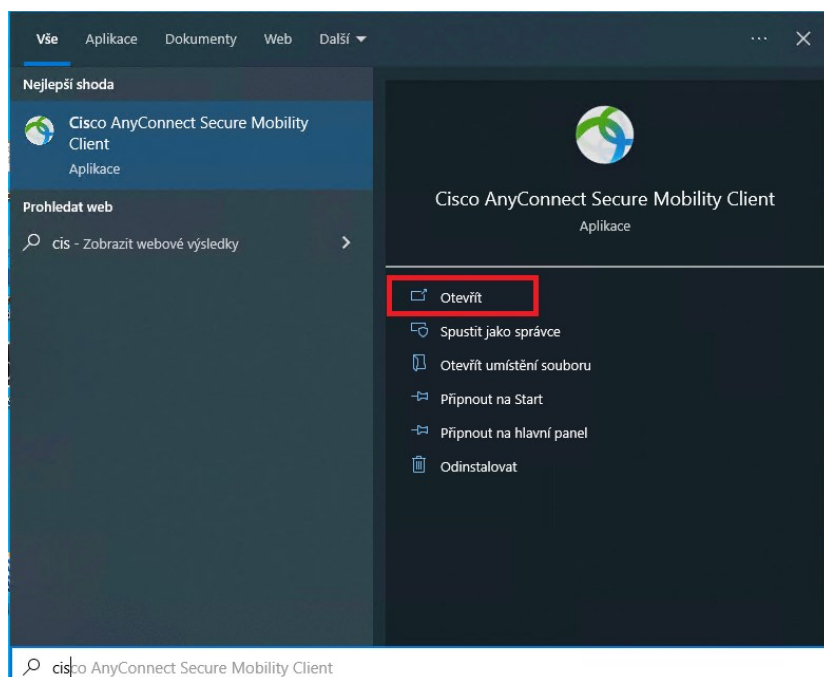 Vše Aplikace Dokumenty Web Další
Nejlepší shoda
Cisco AnyConnect Secure Mobility
Client
Aplikace
Prohledat web
cis - Zobrazit webové výsledky
Cisco AnyConnect Secure Mobility Client
Aplikace
Otevřít
Spustit jako správce
Otevřít umístění souboru
Připnout na Start
Připnout na hlavní panel
Odinstalovat
cisco AnyConnect Secure Mobility Client